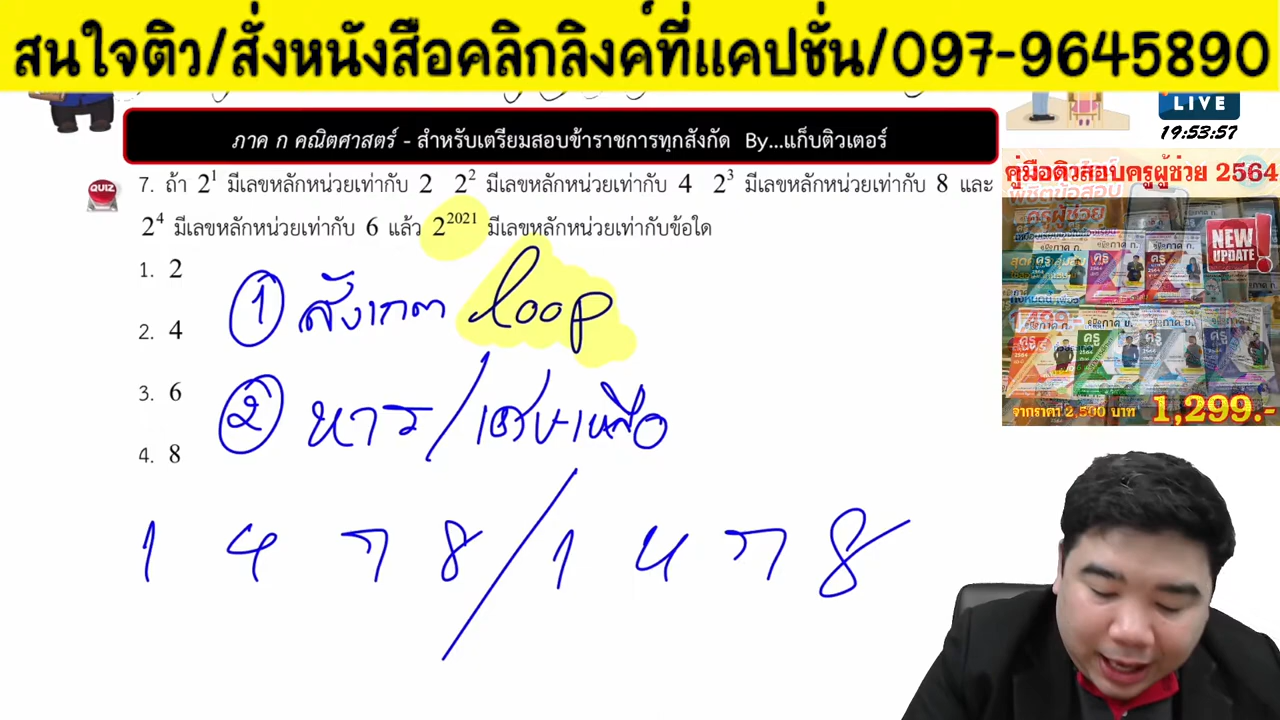 สนใจติว/สั่งหนังสือคลิกลิงค์ที่แคปชั่น/097-9645890
LIVE
19:53:57
ภาค ก คณิตศาสตร์ - สำหรับเตรียมสอบข้าราชการทุกสังกัด By...แก็บติวเตอร์
คู่มือติวสอบครูผู้ช่วย 2564
QUIZ
7. ถ้า 2¹ มีเลขหลักหน่วยเท่ากับ 2 2² มีเลขหลักหน่วยเท่ากับ 4 2³ มีเลขหลักหน่วยเท่ากับ 8 และ
2⁴ มีเลขหลักหน่วยเท่ากับ 6 แล้ว 2²⁰²¹ มีเลขหลักหน่วยเท่ากับข้อใด
NEW
UPDATE!
1. 2
① สังเกต loop
2. 4
3. 6
② หาร/เศษเหลือ
จากราคา 2,500 บาท 1,299.-
4. 8
1 4 7 8 / 1 4 7 8